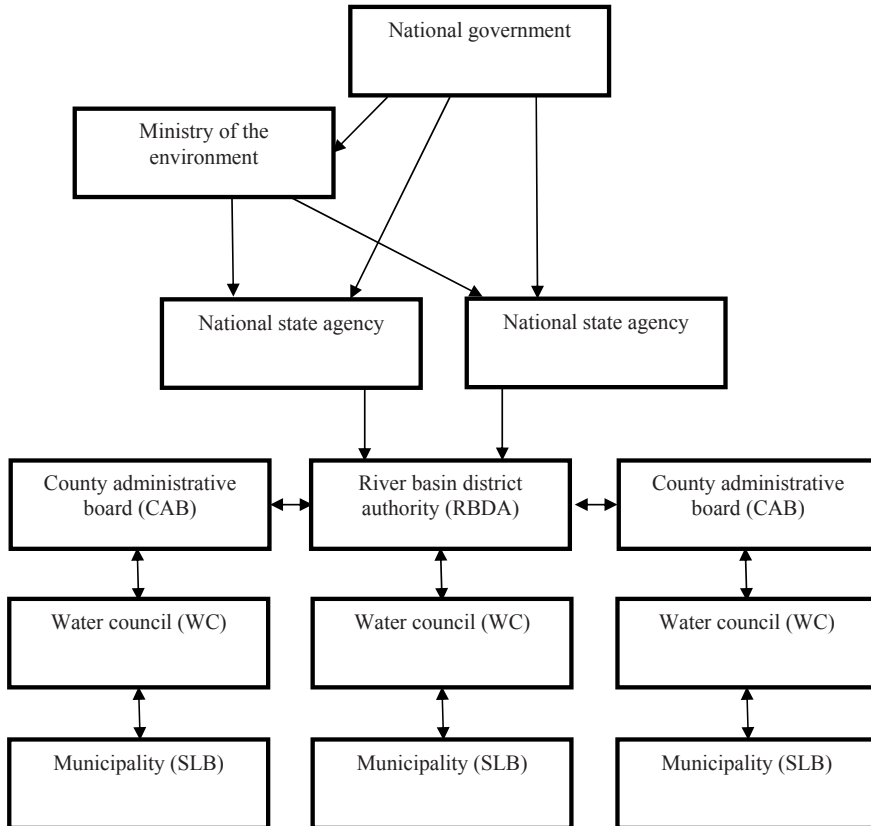 National government
Ministry of the
environment
National state agency
National state agency
County administrative
board (CAB)
River basin district
authority (RBDA)
County administrative
board (CAB)
Water council (WC)
Water council (WC)
Water council (WC)
Municipality (SLB)
Municipality (SLB)
Municipality (SLB)